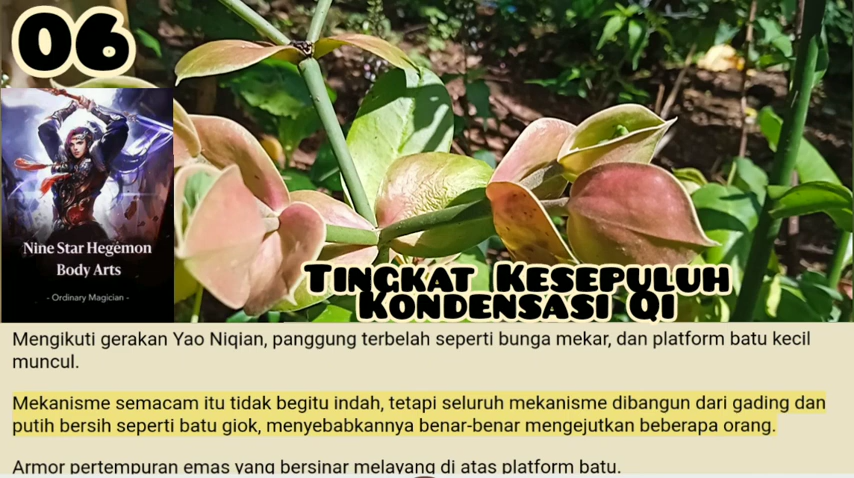 06
Nine Star Hegemon
Body Arts
- Ordinary Magician -
Tingkat Kesepuluh
Kondensasi Qi
Mengikuti gerakan Yao Niqian, panggung terbelah seperti bunga mekar, dan platform batu kecil
muncul.
Mekanisme semacam itu tidak begitu indah, tetapi seluruh mekanisme dibangun dari gading dan
putih bersih seperti batu giok, menyebabkannya benar-benar mengejutkan beberapa orang.
Armor pertempuran emas yang bersinar melayang di atas platform batu.